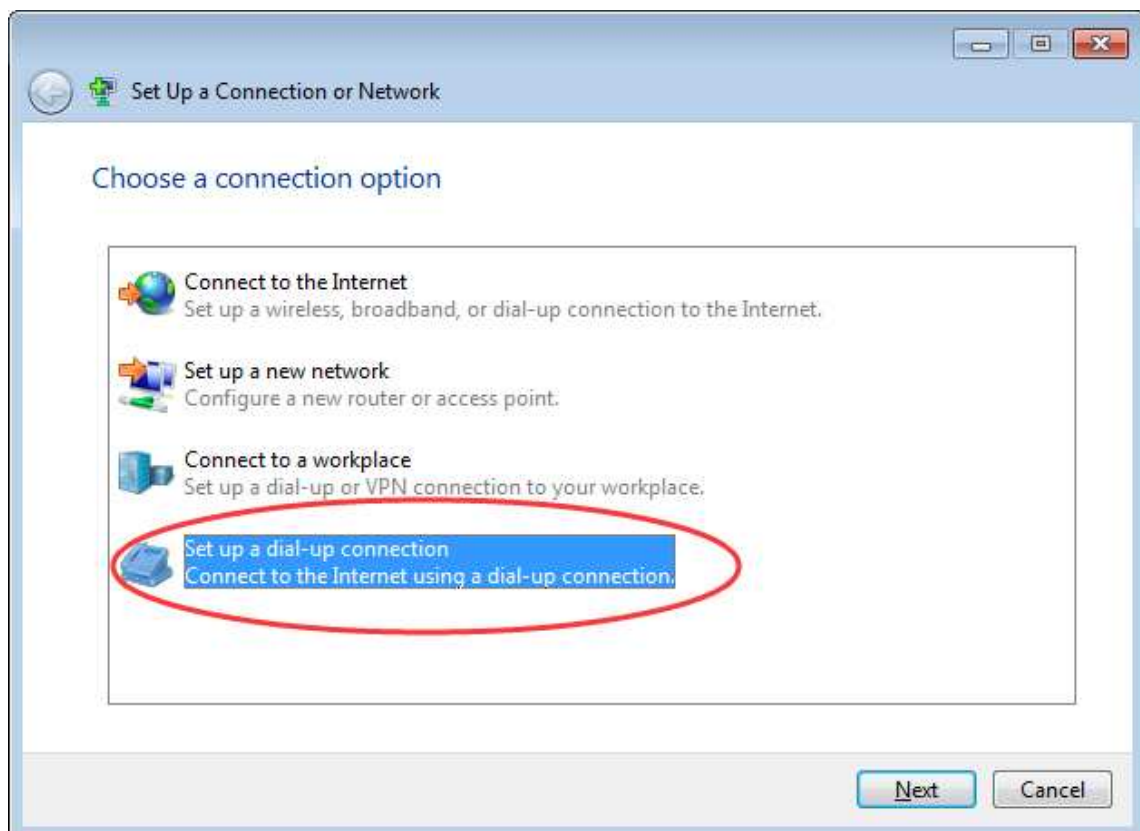 Set Up a Connection or Network
Choose a connection option
Connect to the Internet
Set up a wireless, broadband, or dial-up connection to the Internet.
Set up a new network
Configure a new router or access point.
Connect to a workplace
Set up a dial-up or VPN connection to your workplace.
Set up a dial-up connection
Connect to the Internet using a dial-up connection.
Next
Cancel